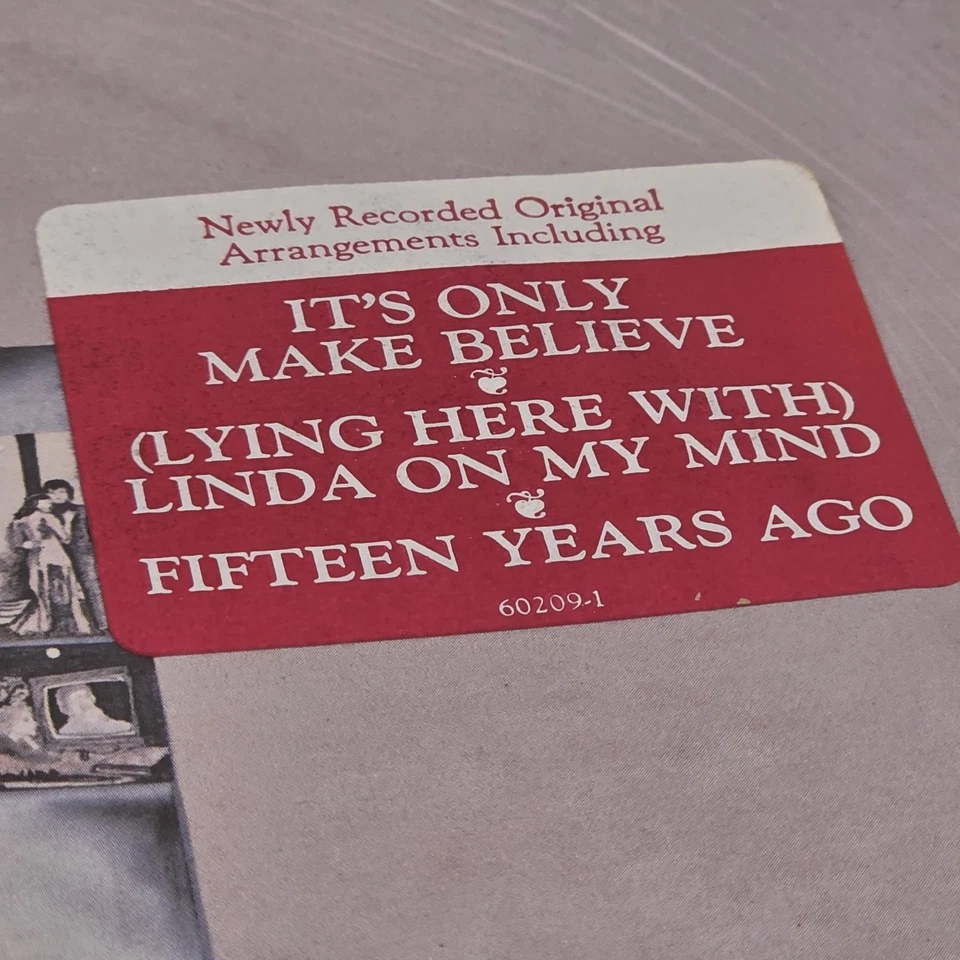 Newly Recorded Original
Arrangements Including
IT'S ONLY
MAKE BELIEVE
(LYING HERE WITH)
LINDA ON MY MIND
FIFTEEN YEARS AGO
60209-1